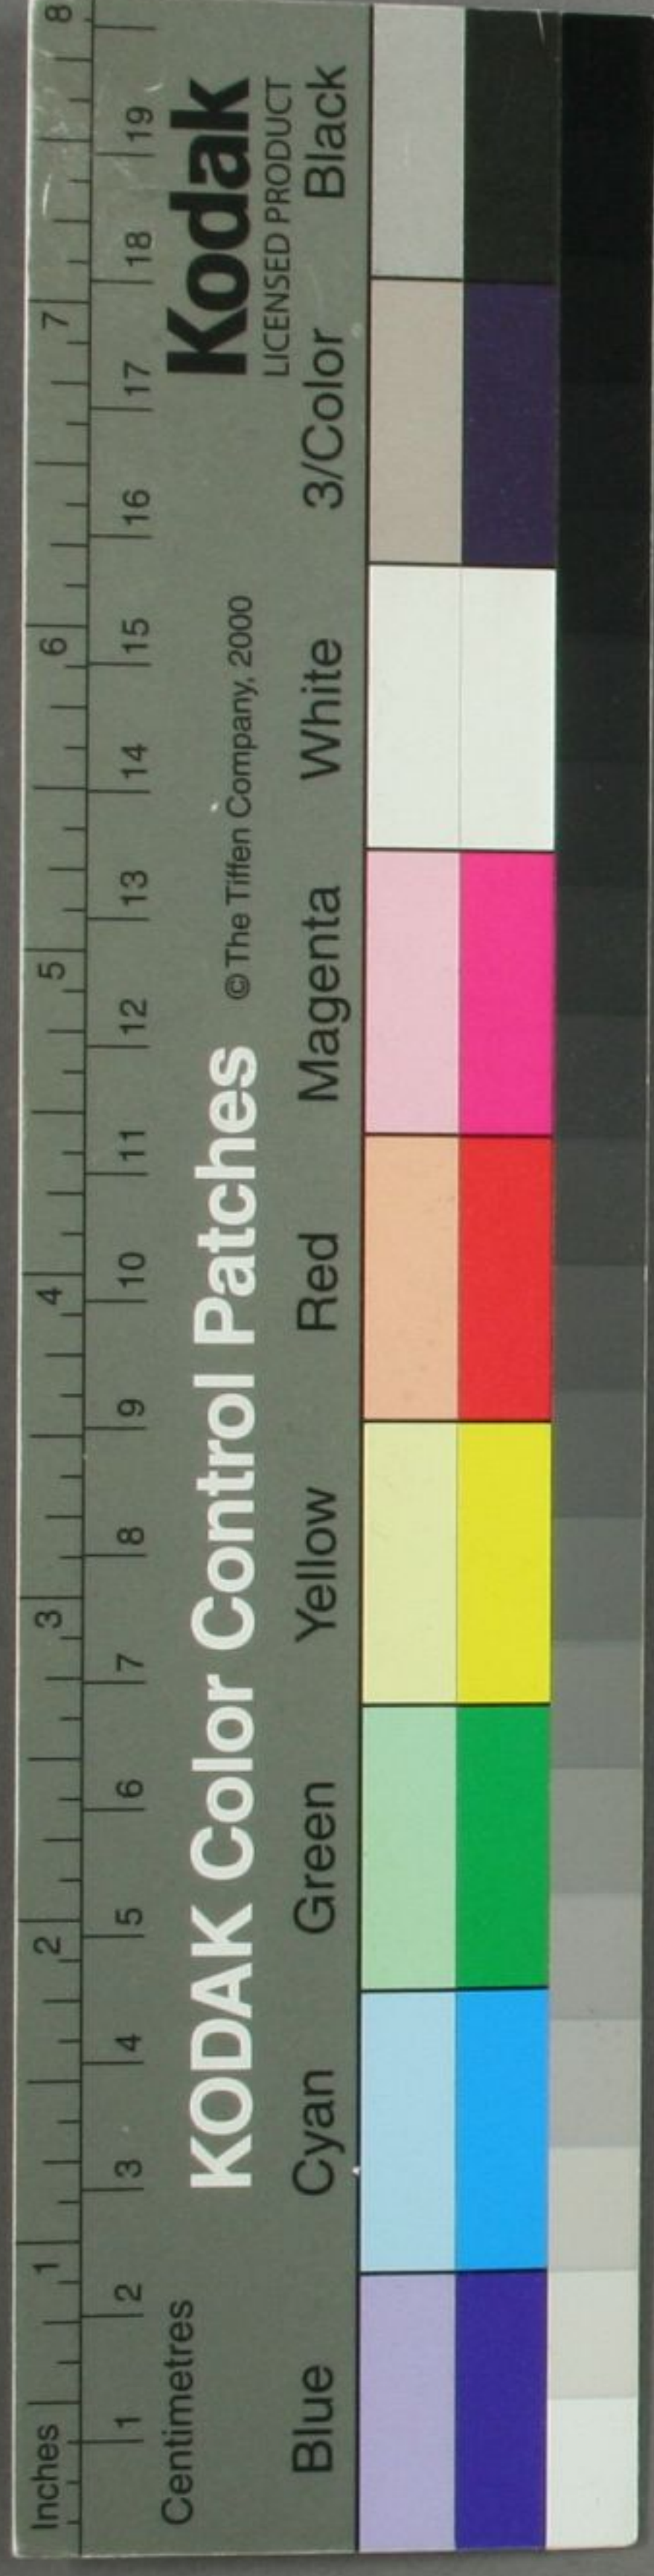 Inches 1 2 3 4 5 6 7 8
1 2 3 4 5 6 7 8 9 10 11 12 13 14 15 16 17 18 19
Centimetres
KODAK Color Control Patches © The Tiffen Company, 2000
Kodak
LICENSED PRODUCT
Blue Cyan Green Yellow Red Magenta White 3/Color Black